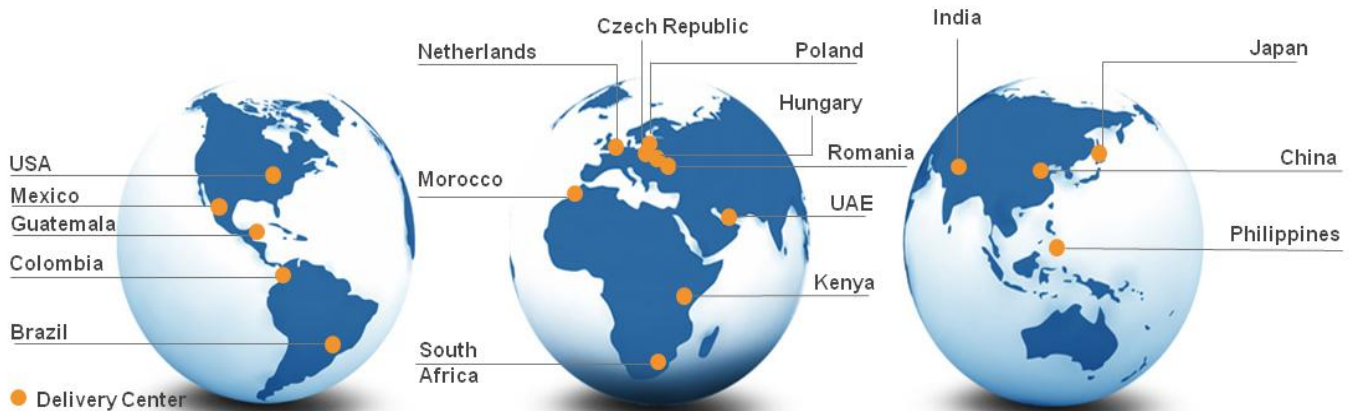 USA
Mexico
Guatemala
Colombia
Brazil
Delivery Center
Czech Republic
Netherlands
Poland
Hungary
Romania
Morocco
UAE
Kenya
South
Africa
India
Japan
China
Philippines